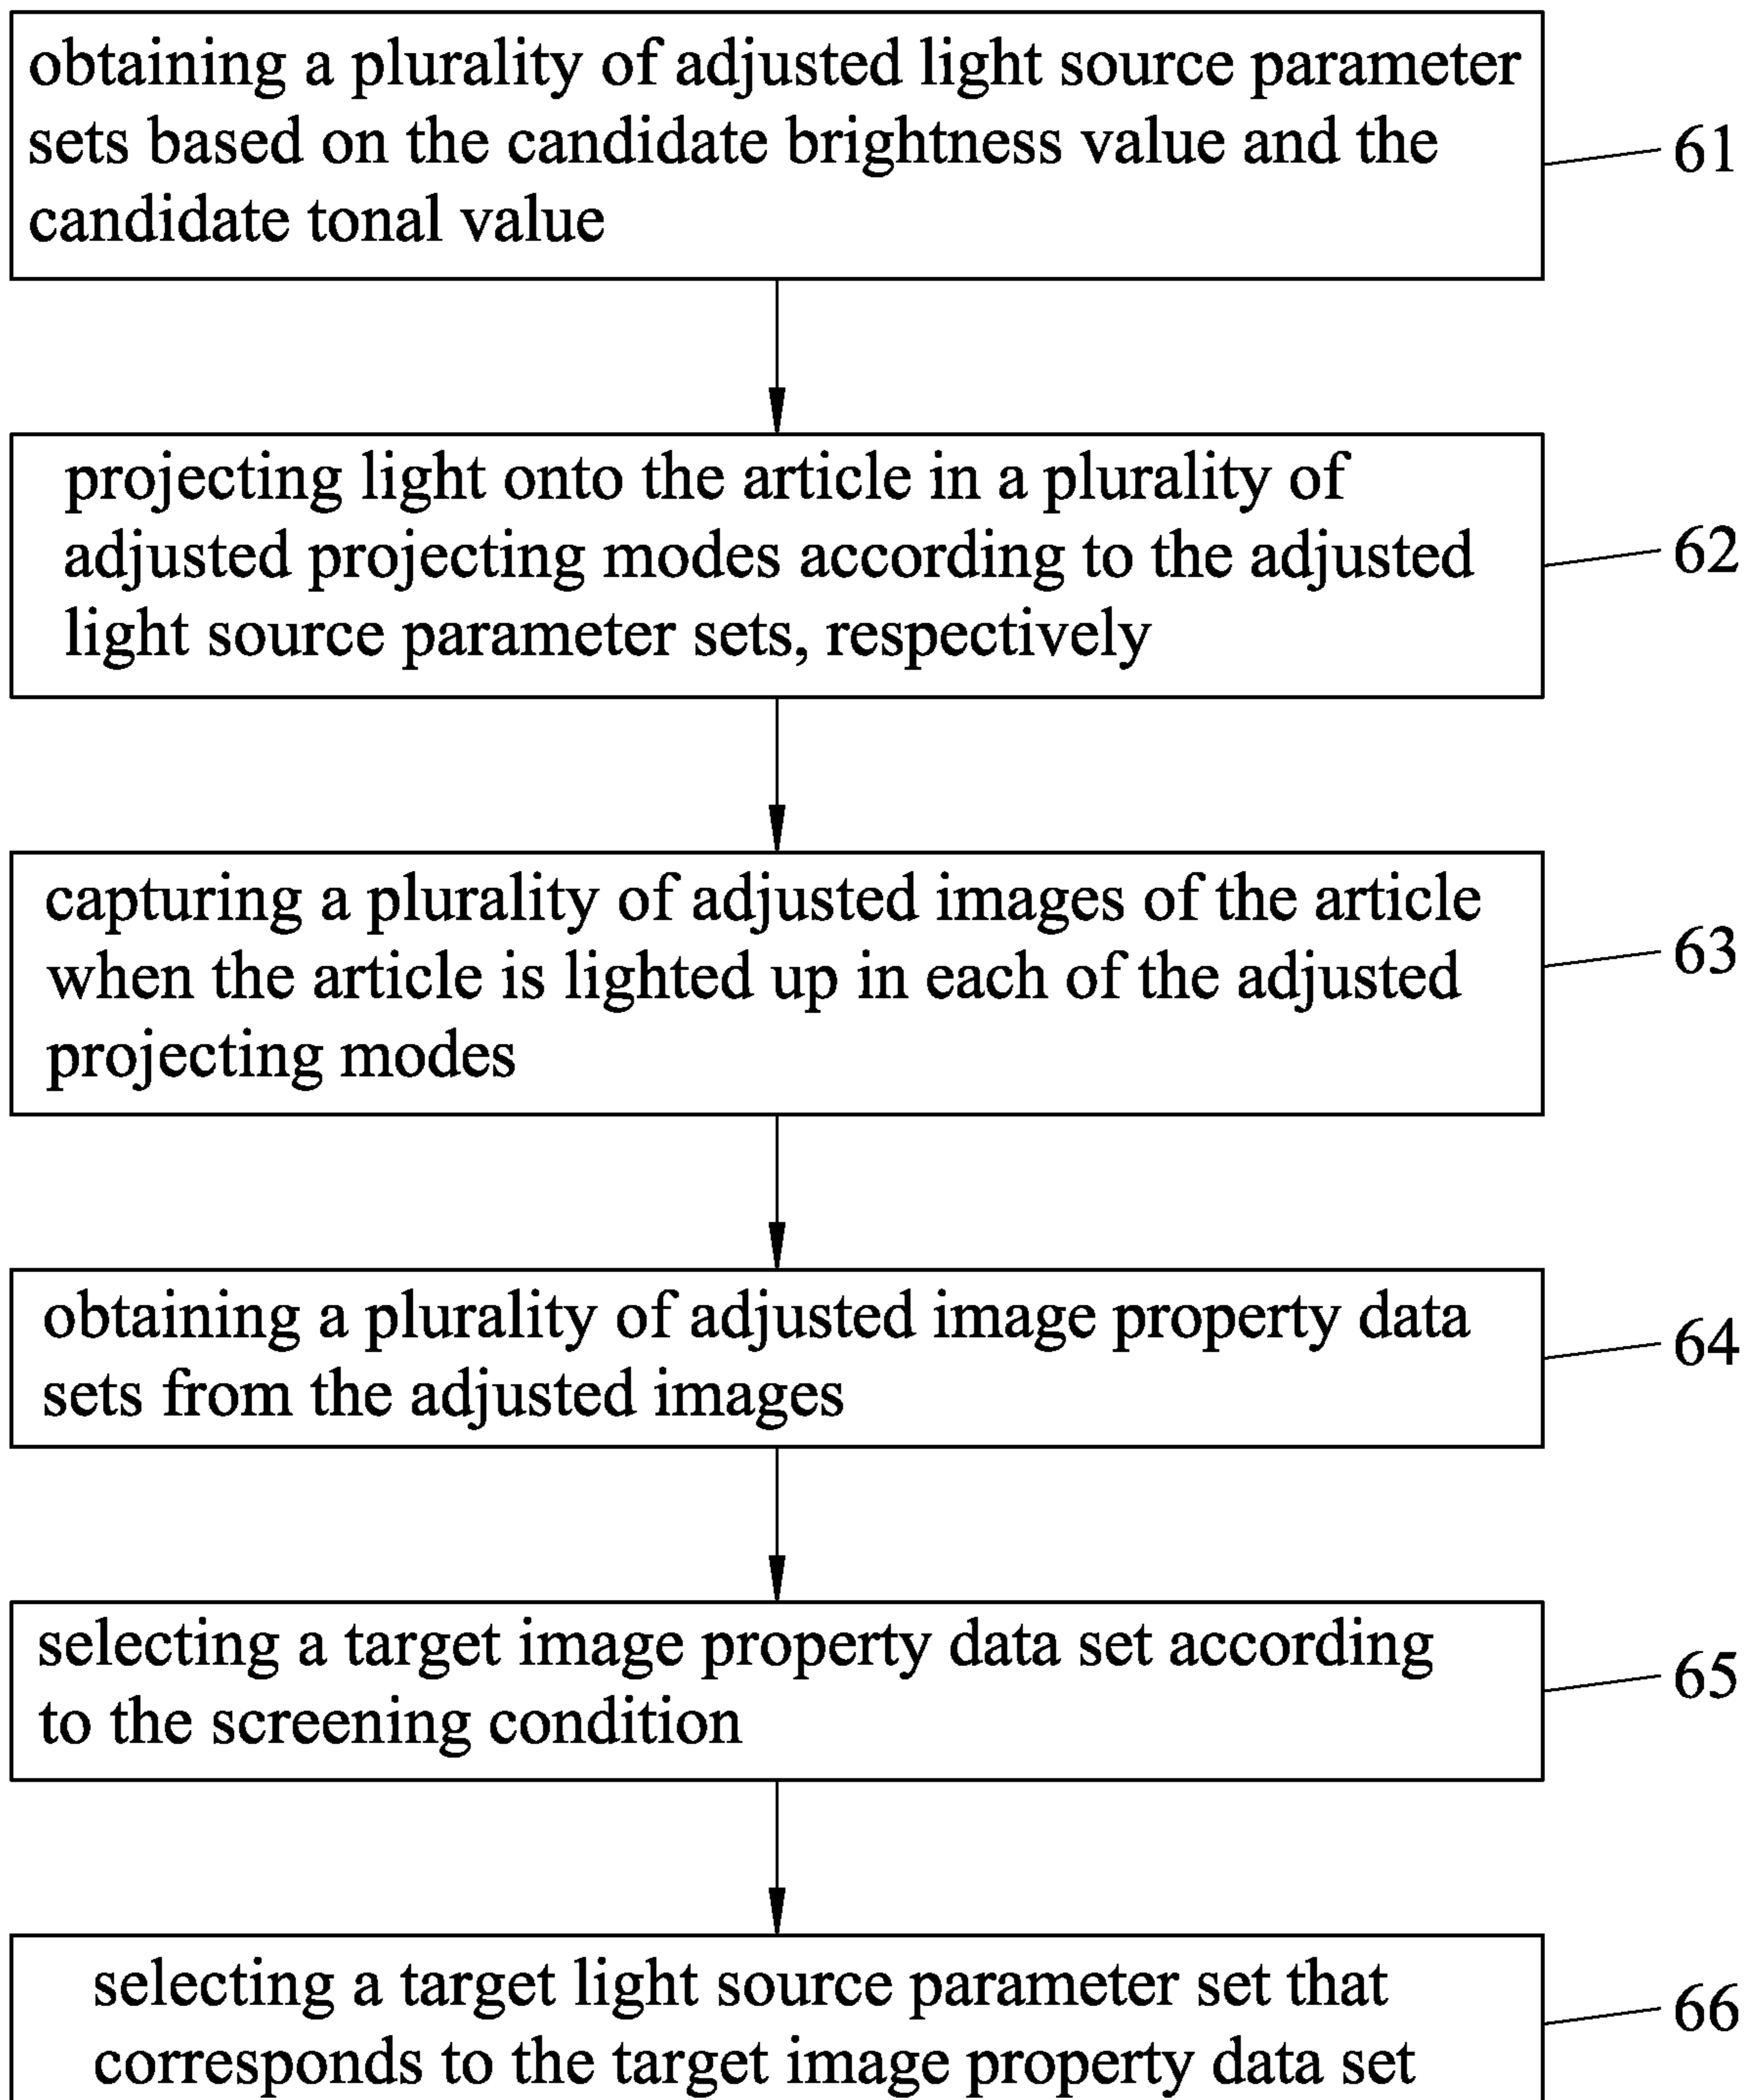 obtaining a plurality of adjusted light source parameter
sets based on the candidate brightness value and the
candidate tonal value
61
projecting light onto the article in a plurality of
adjusted projecting modes according to the adjusted
light source parameter sets, respectively
62
capturing a plurality of adjusted images of the article
when the article is lighted up in each of the adjusted
projecting modes
63
obtaining a plurality of adjusted image property data
sets from the adjusted images
64
selecting a target image property data set according
to the screening condition
65
selecting a target light source parameter set that
corresponds to the target image property data set
66